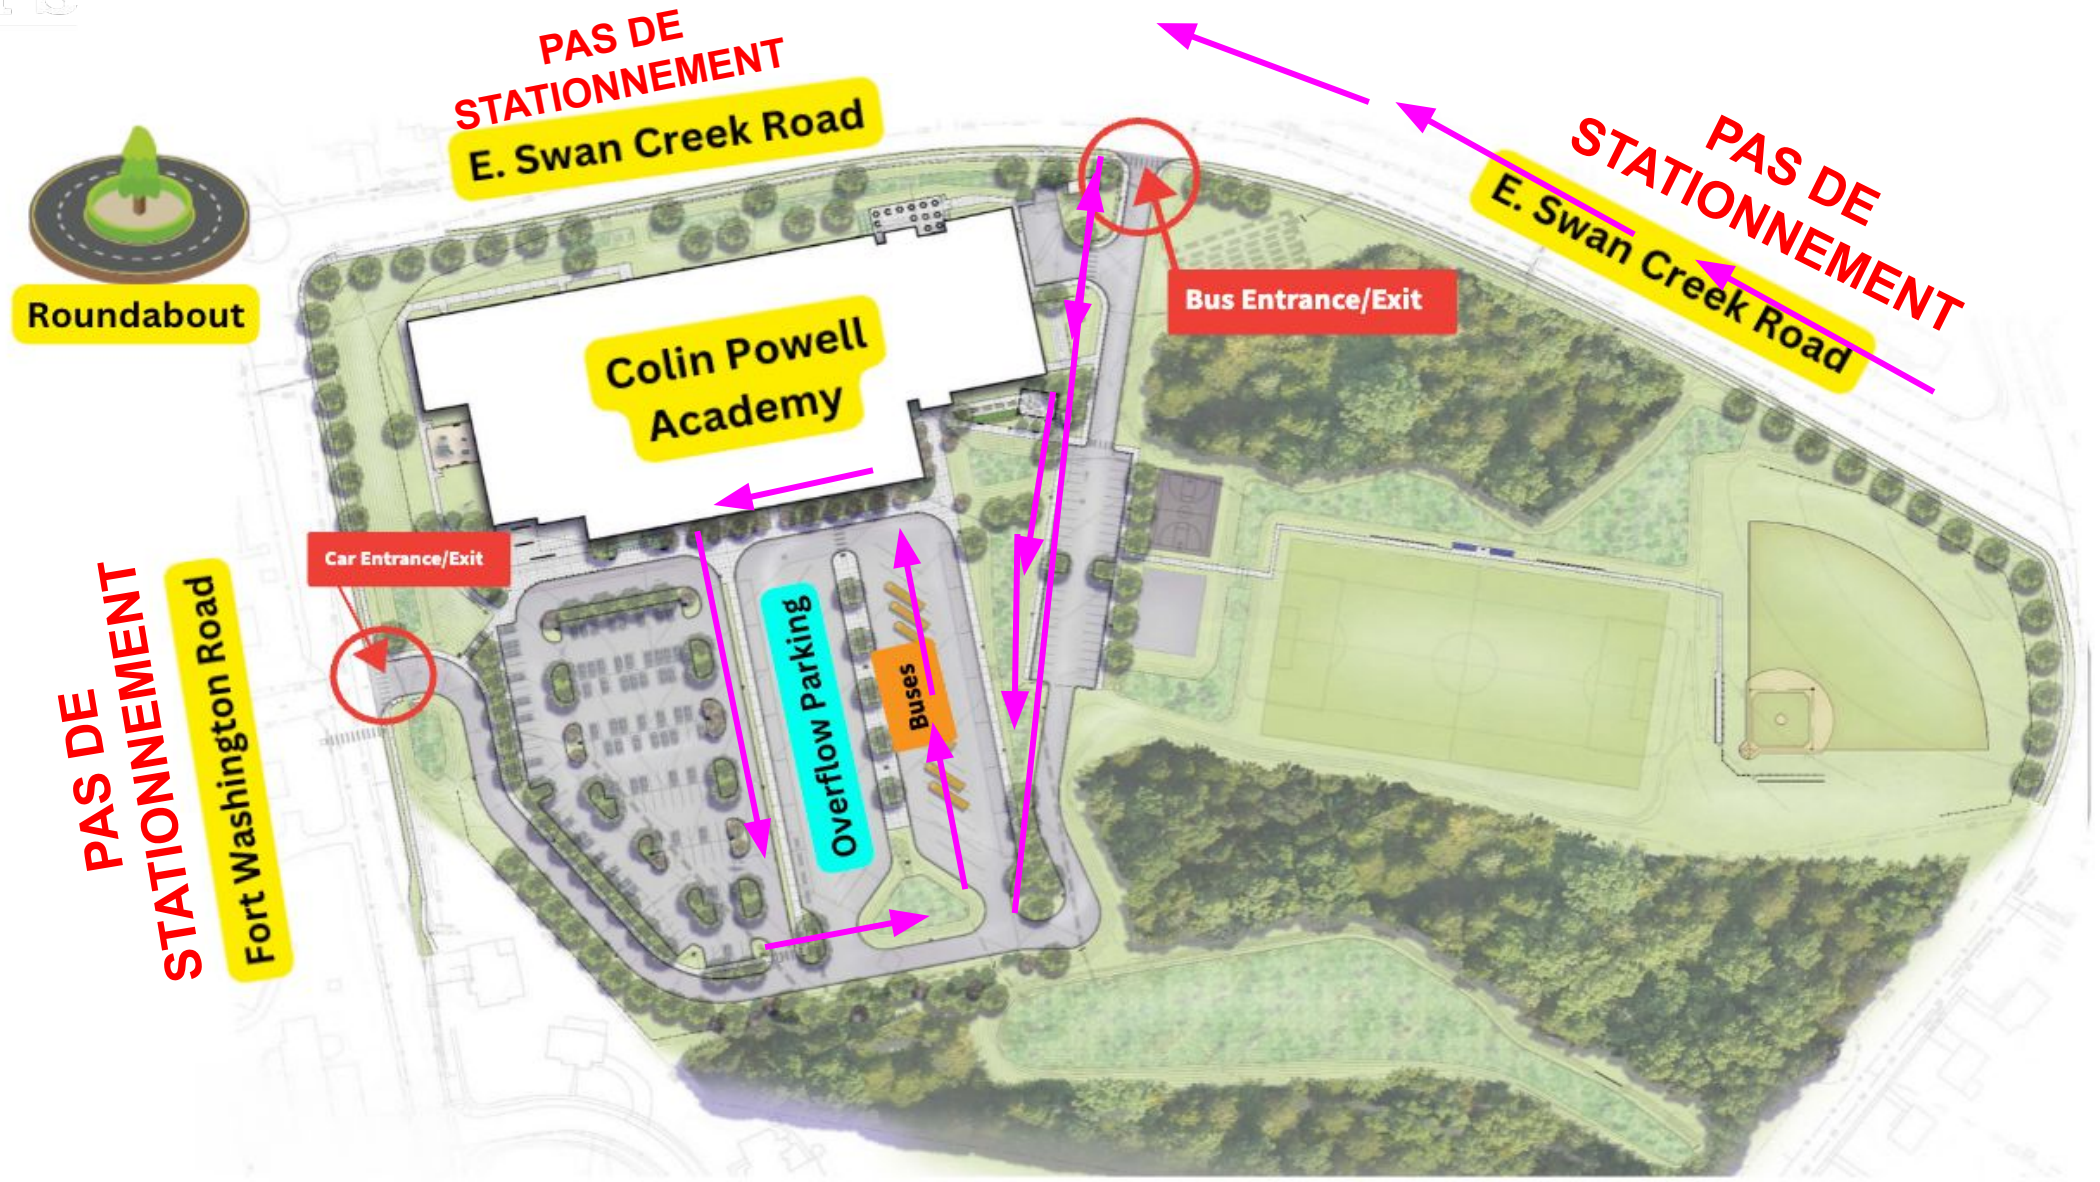 PAS DE
STATIONNEMENT
E. Swan Creek Road
PAS DE
STATIONNEMENT
E. Swan Creek Road
Roundabout
Bus Entrance/Exit
Colin Powell
Academy
Car Entrance/Exit
PAS DE
STATIONNEMENT
Fort Washington Road
Overflow Parking
Buses